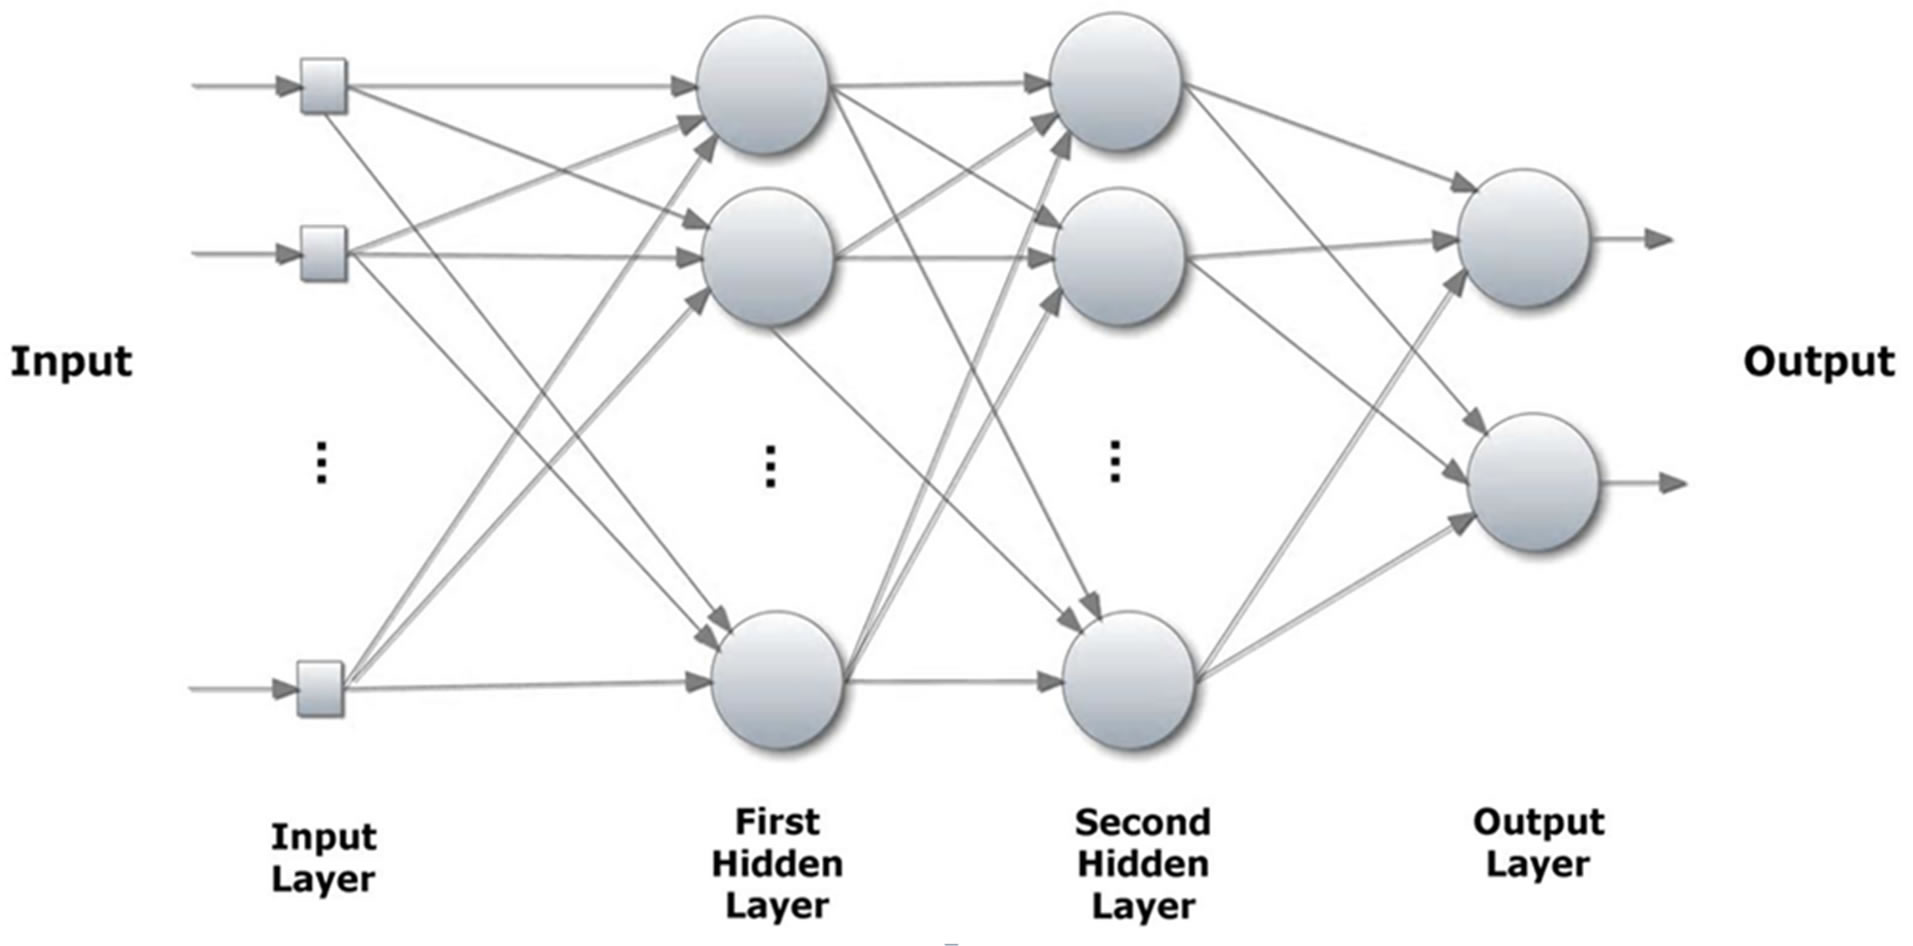 Input
Output
Input
Layer
First
Hidden
Layer
Second
Hidden
Layer
Output
Layer